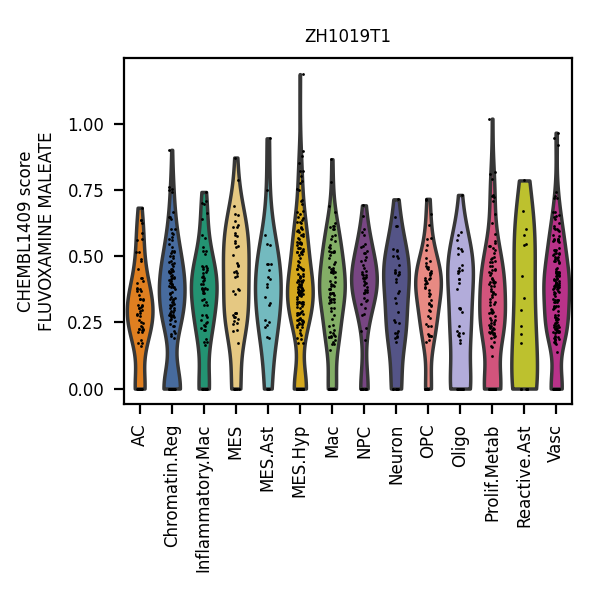 ZH1019T1
CHEMBL1409 score
FLUVOXAMINE MALEATE
1.00
0.75
0.50
0.25
0.00
AC
Chromatin.Reg
Inflammatory.Mac
MES
MES.Ast
MES.Hyp
Mac
NPC
Neuron
OPC
Oligo
Prolif.Metab
Reactive.Ast
Vasc